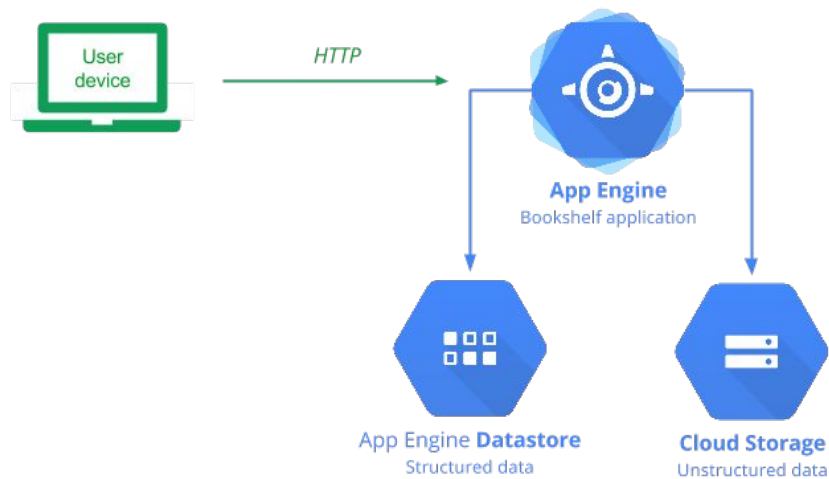 User
device
HTTP
App Engine
Bookshelf application
App Engine Datastore
Structured data
Cloud Storage
Unstructured data